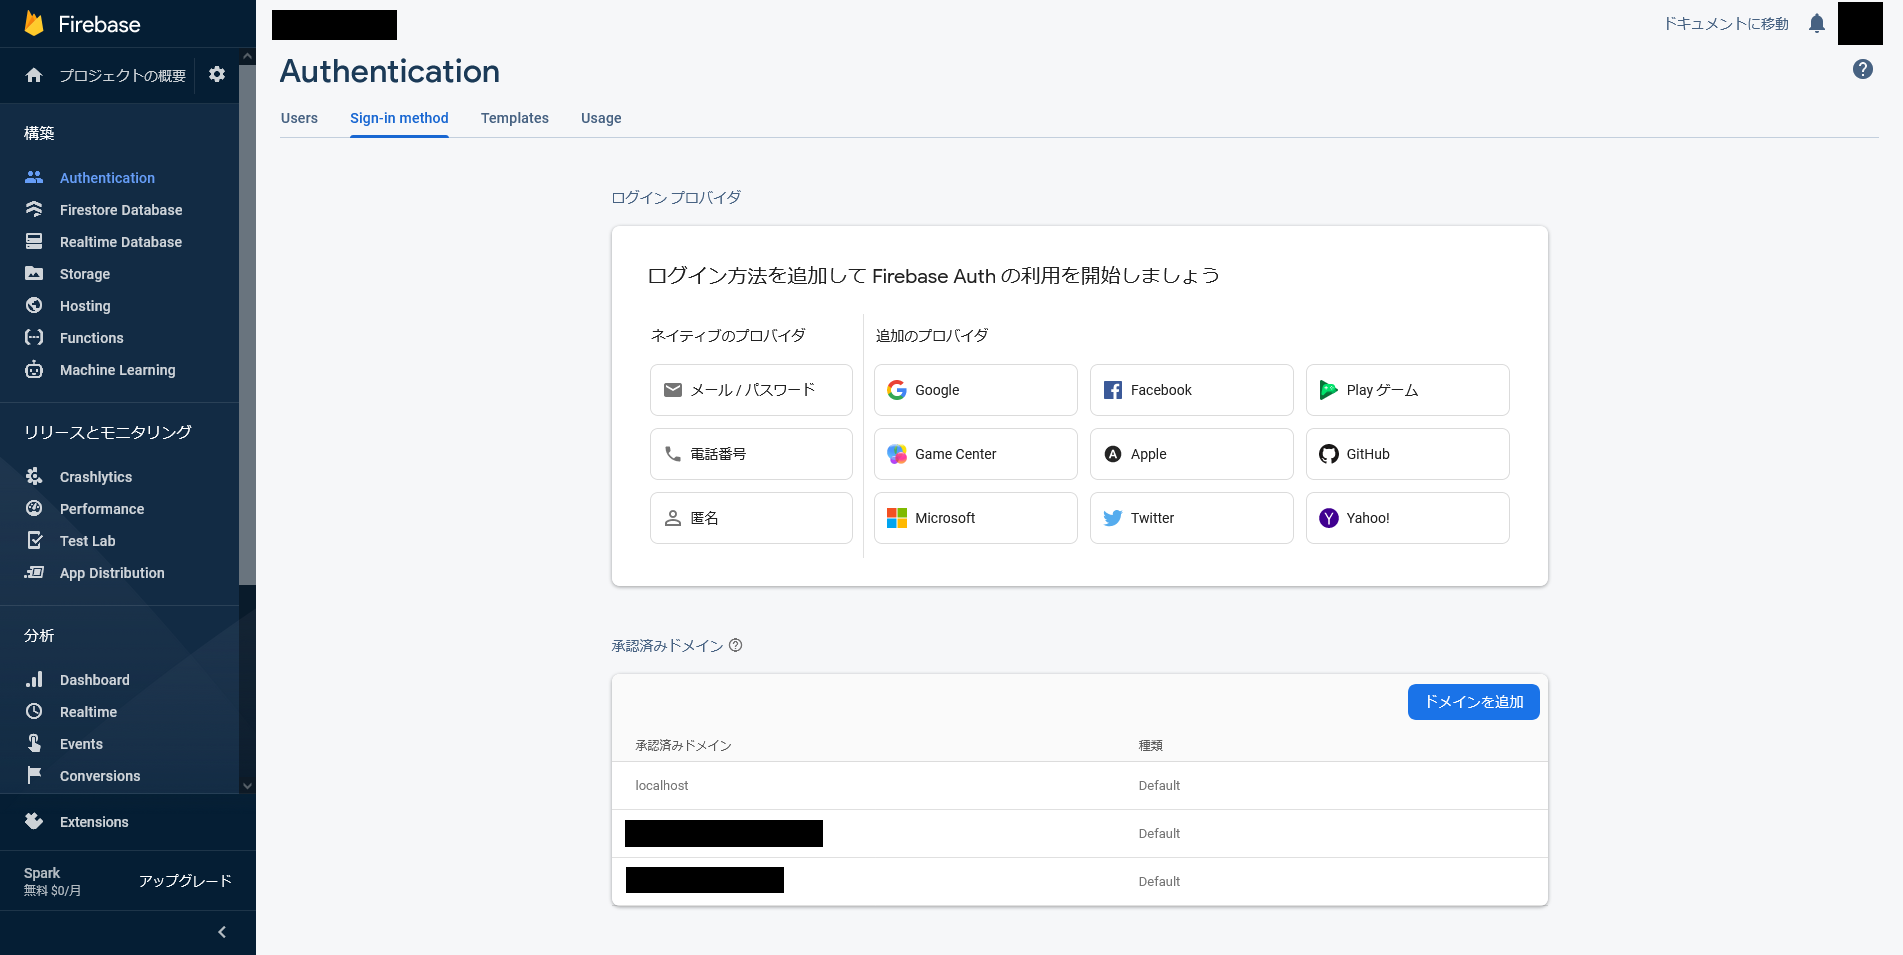 Firebase
プロジェクトの概要
構築
Authentication
Firestore Database
Realtime Database
Storage
Hosting
Functions
Machine Learning
リリースとモニタリング
Crashlytics
Performance
Test Lab
App Distribution
分析
Dashboard
Realtime
Events
Conversions
Extensions
Spark
無料 $0/月
アップグレード
ドキュメントに移動
Authentication
Users Sign-in method Templates Usage
ログイン プロバイダ
ログイン方法を追加して Firebase Auth の利用を開始しましょう
ネイティブのプロバイダ
メール / パスワード
電話番号
匿名
追加のプロバイダ
Google Facebook Play ゲーム
Game Center Apple GitHub
Microsoft Twitter Yahoo!
承認済みドメイン
ドメインを追加
承認済みドメイン 種類
localhost Default
Default
Default